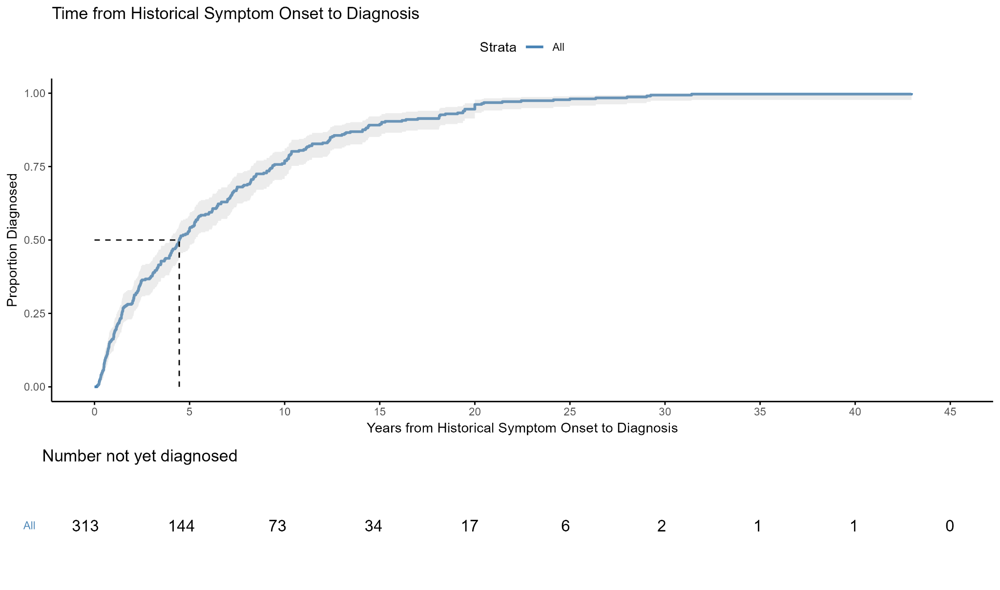 Time from Historical Symptom Onset to Diagnosis
Strata All
1.00
0.75
0.50
0.25
0.00
Proportion Diagnosed
0 5 10 15 20 25 30 35 40 45
Years from Historical Symptom Onset to Diagnosis
Number not yet diagnosed
All 313 144 73 34 17 6 2 1 1 0